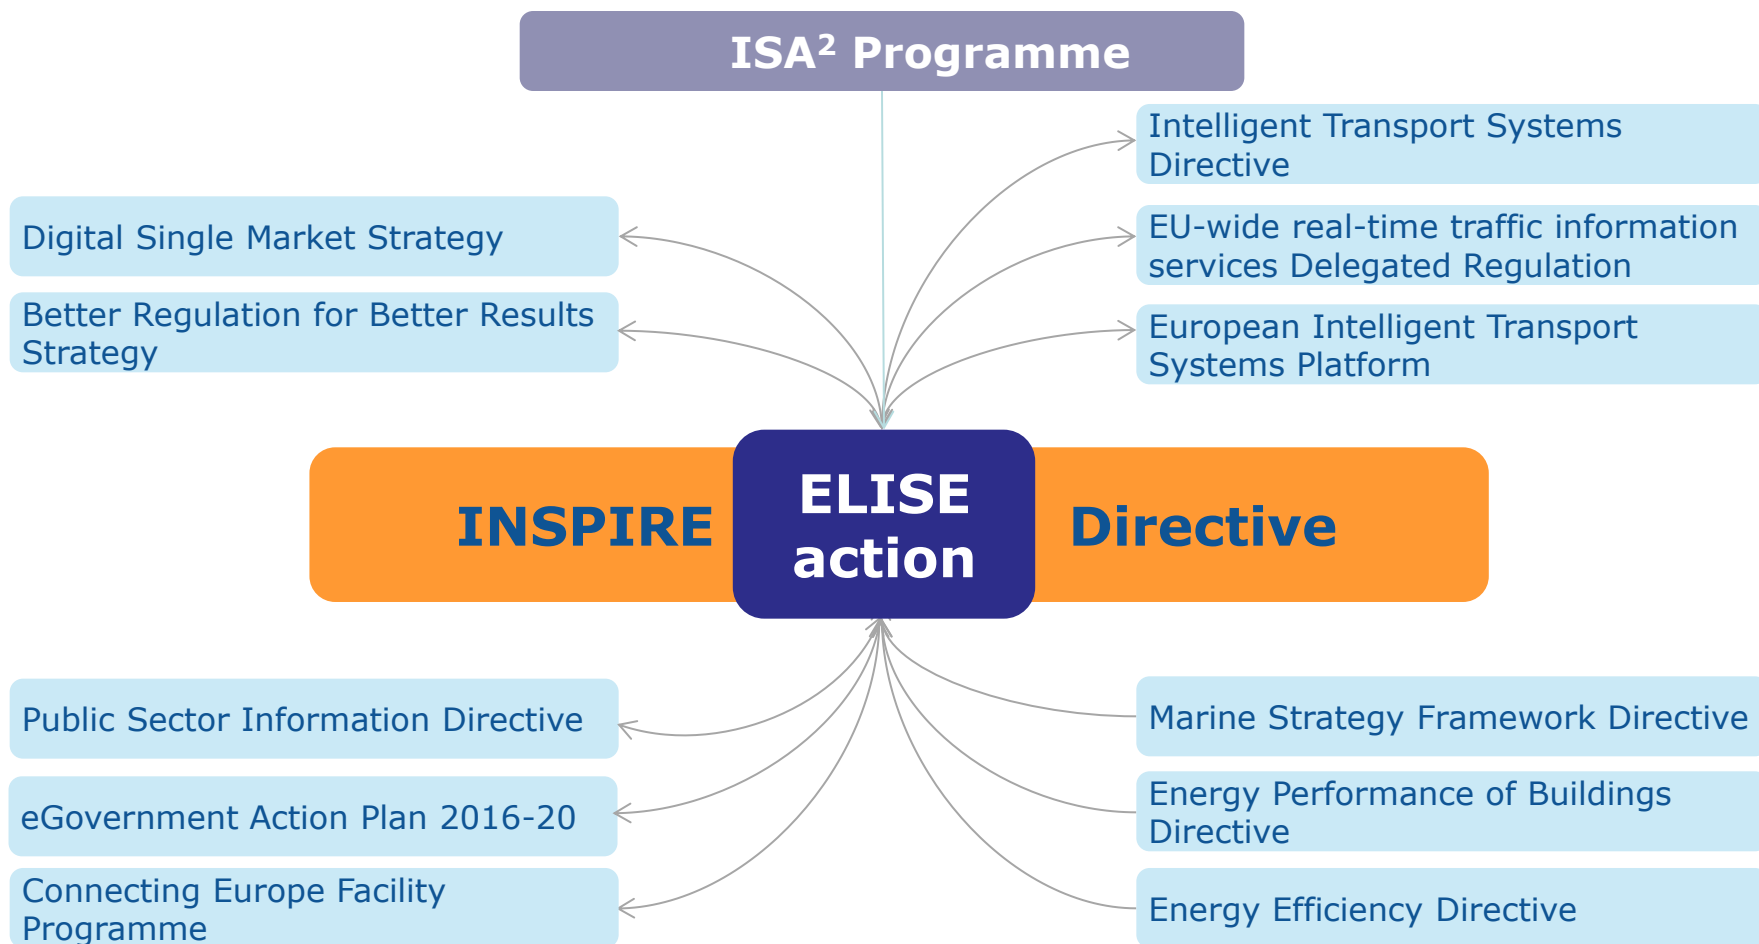 ISA² Programme
Intelligent Transport Systems
Directive
Digital Single Market Strategy
EU-wide real-time traffic information
services Delegated Regulation
Better Regulation for Better Results
Strategy
European Intelligent Transport
Systems Platform
INSPIRE
ELISE
action
Directive
Public Sector Information Directive
Marine Strategy Framework Directive
eGovernment Action Plan 2016-20
Energy Performance of Buildings
Directive
Connecting Europe Facility
Programme
Energy Efficiency Directive